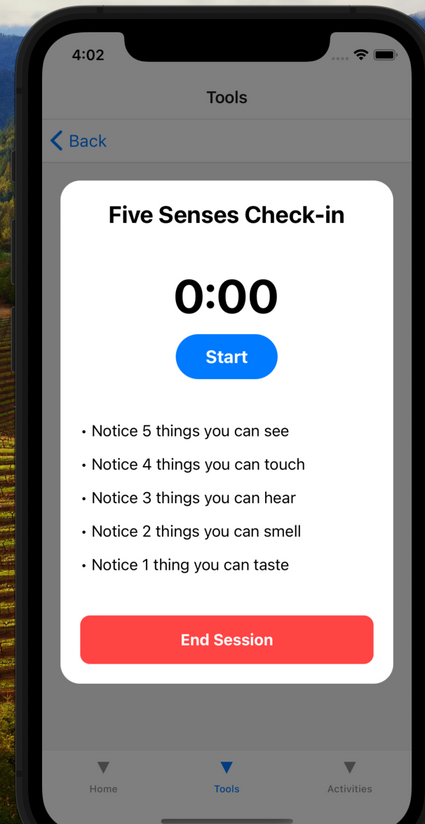 4:02
Tools
Back
Five Senses Check-in
0:00
Start
• Notice 5 things you can see
• Notice 4 things you can touch
• Notice 3 things you can hear
• Notice 2 things you can smell
• Notice 1 thing you can taste
End Session
Home Tools Activities